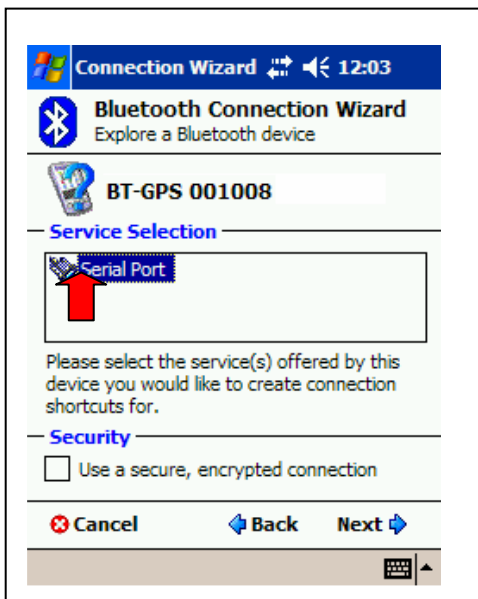 Connection Wizard 12:03
Bluetooth Connection Wizard
Explore a Bluetooth device
BT-GPS 001008
Service Selection
Serial Port
Please select the service(s) offered by this
device you would like to create connection
shortcuts for.
Security
Use a secure, encrypted connection
Cancel Back Next